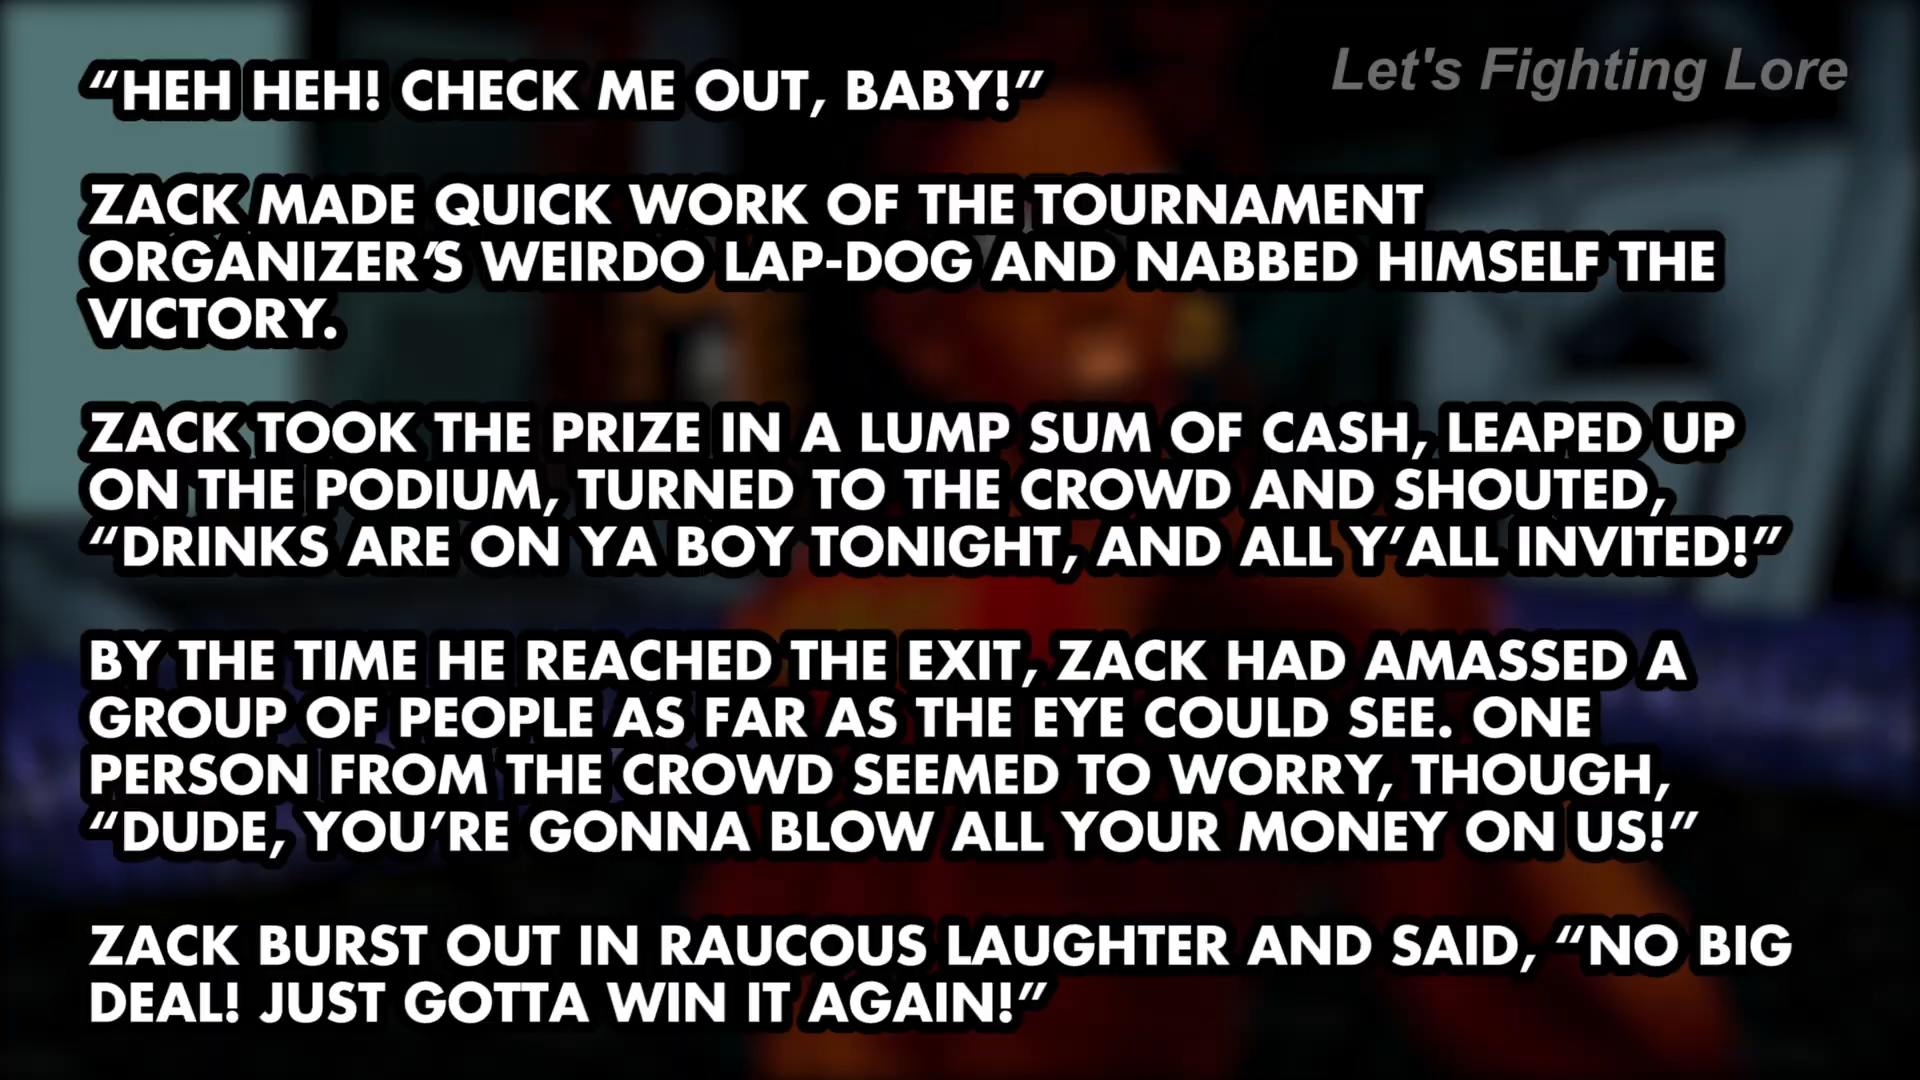 Let's Fighting Lore
“HEH HEH! CHECK ME OUT, BABY!”
ZACK MADE QUICK WORK OF THE TOURNAMENT
ORGANIZER’S WEIRDO LAP-DOG AND NABBED HIMSELF THE
VICTORY.
ZACK TOOK THE PRIZE IN A LUMP SUM OF CASH, LEAPED UP
ON THE PODIUM, TURNED TO THE CROWD AND SHOUTED,
“DRINKS ARE ON YA BOY TONIGHT, AND ALL Y’ALL INVITED!”
BY THE TIME HE REACHED THE EXIT, ZACK HAD AMASSED A
GROUP OF PEOPLE AS FAR AS THE EYE COULD SEE. ONE
PERSON FROM THE CROWD SEEMED TO WORRY, THOUGH,
“DUDE, YOU’RE GONNA BLOW ALL YOUR MONEY ON US!”
ZACK BURST OUT IN RAUCOUS LAUGHTER AND SAID, “NO BIG
DEAL! JUST GOTTA WIN IT AGAIN!”